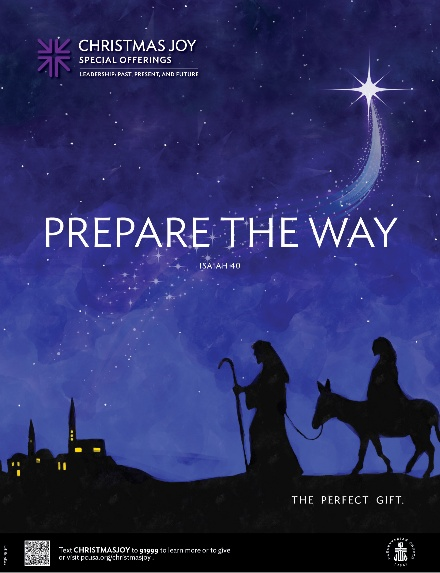 CHRISTMAS JOY
SPECIAL OFFERINGS
LEADERSHIP: PAST, PRESENT, AND FUTURE
PREPARE THE WAY
ISAIAH 40
THE PERFECT GIFT.
Text CHRISTMASJOY to 91999 to learn more or to give
or visit pcusa.org/christmasjoy